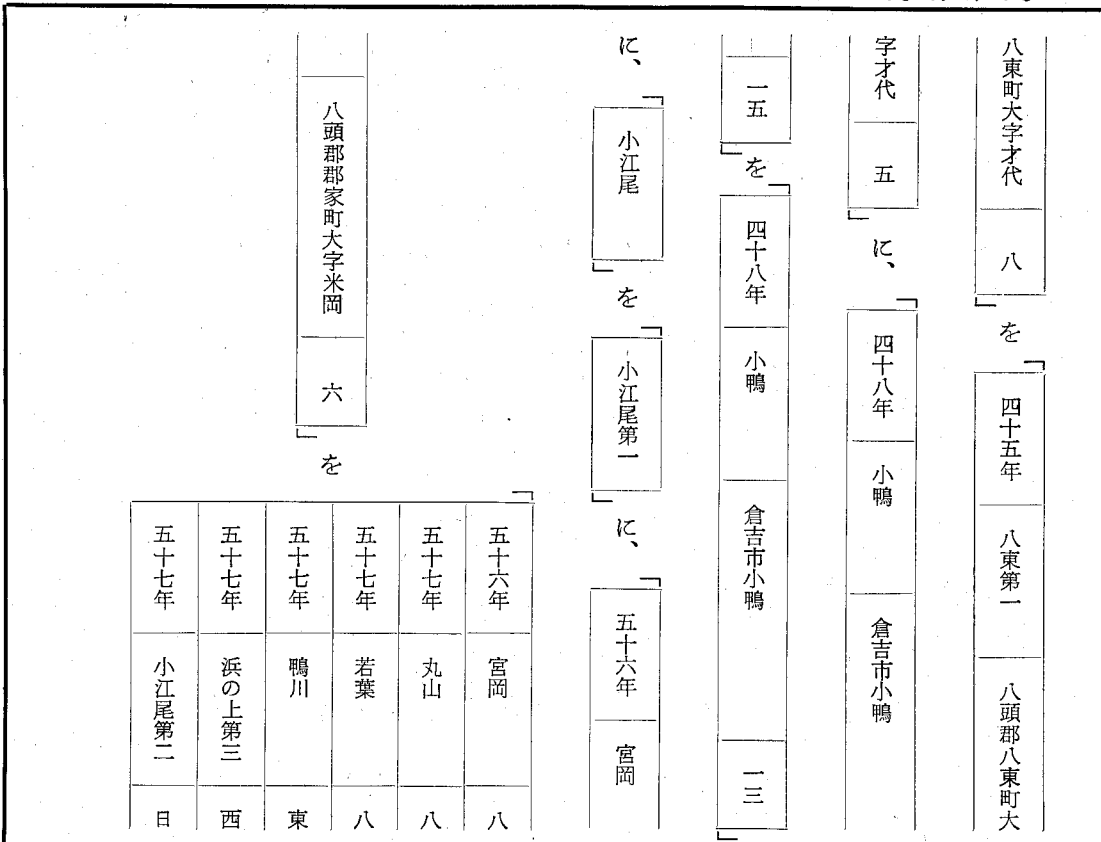 八東町大字才代 八」を「四十五年 八東第一 八頭郡八東町大
字才代 五」に、「四十八年 小鴨 倉吉市小鴨
一五」を「四十八年 小鴨 倉吉市小鴨 一三」
に、「小江尾」を「小江尾第一」に、「五十六年 宮岡
八頭郡郡家町大字米岡 六」を「
五十六年 宮岡 八
五十七年 丸山 八
五十七年 若葉 八
五十七年 鴨川 東
五十七年 浜の上第三 西
五十七年 小江尾第二 日